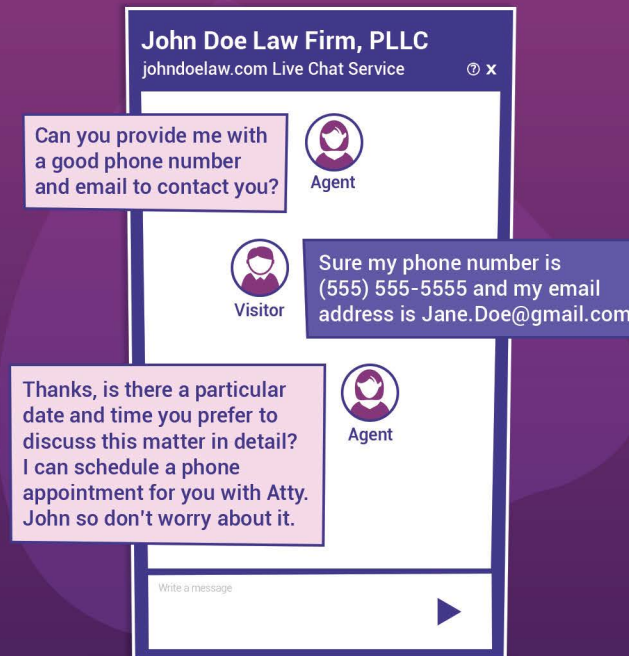 John Doe Law Firm, PLLC
johndoelaw.com Live Chat Service
? x
Can you provide me with
a good phone number
and email to contact you?
Agent
Sure my phone number is
(555) 555-5555 and my email
address is Jane.Doe@gmail.com
Visitor
Thanks, is there a particular
date and time you prefer to
discuss this matter in detail?
I can schedule a phone
appointment for you with Atty.
John so don't worry about it.
Agent
Write a message